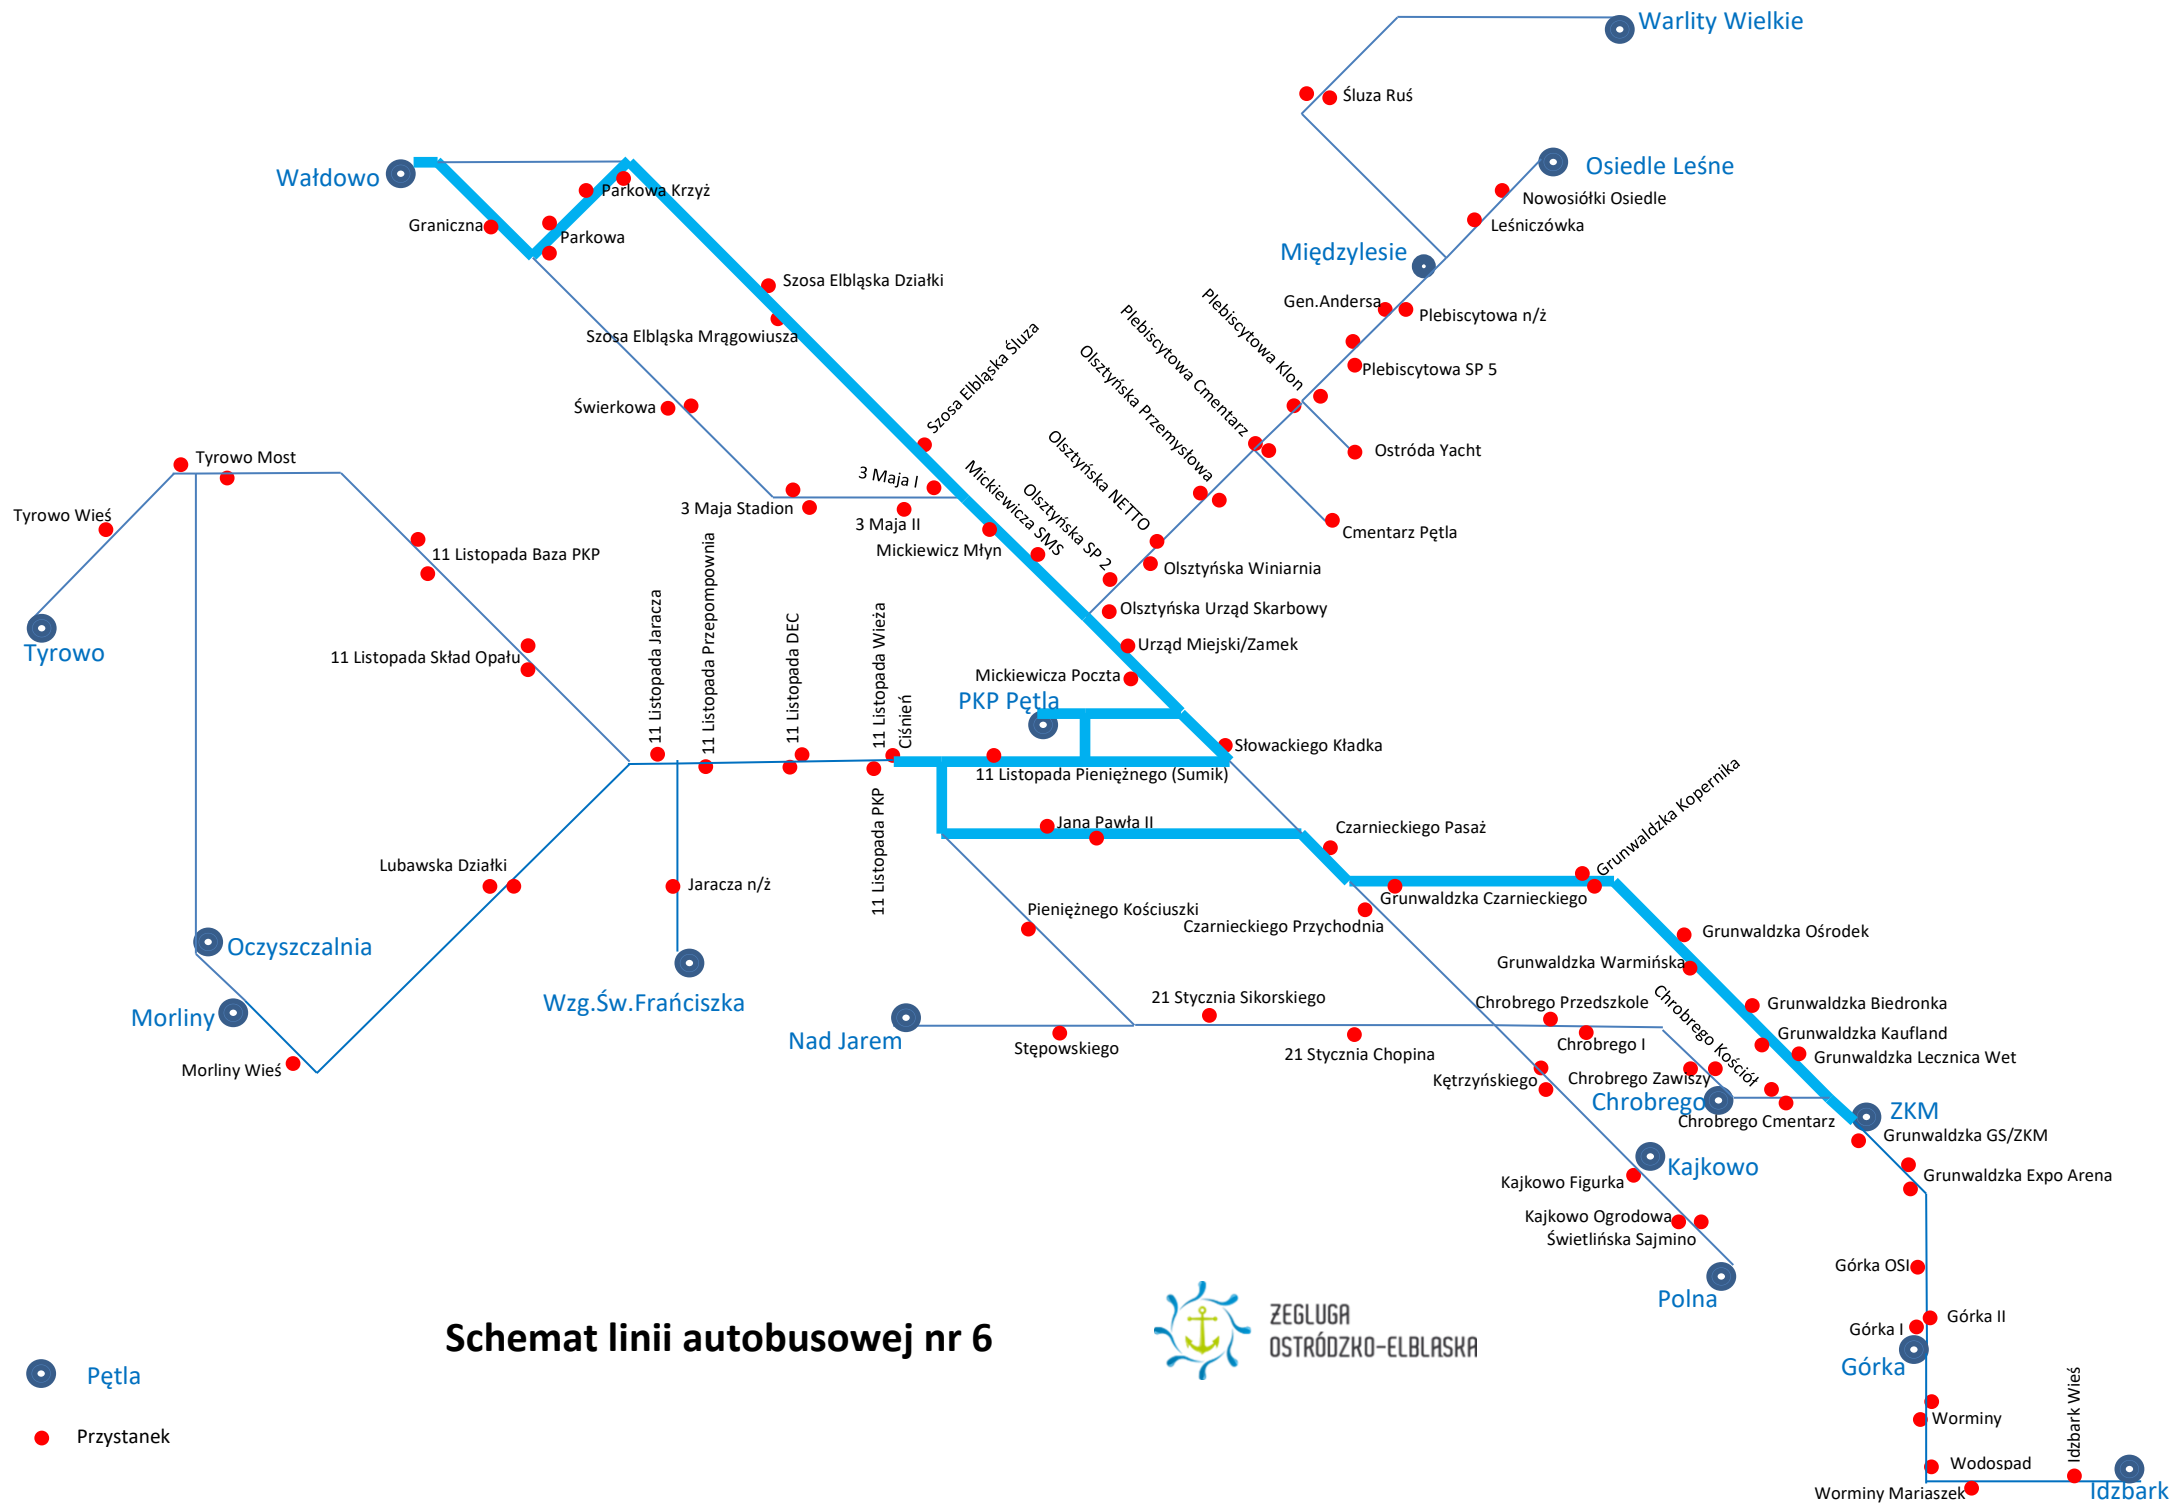 Warlity Wielkie
Śluza Ruś
Osiedle Leśne
Wałdowo
Parkowa Krzyż
Nowosiółki Osiedle
Graniczna
Leśniczówka
Parkowa
Międzylesie
Szosa Elbląska Działki
Gen.Andersa
Plebiscytowa n/ż
Szosa Elbląska Mrągowiusza
Plebiscytowa Klon
Plebiscytowa Cmentarz
Plebiscytowa SP 5
Szosa Elbląska Śluza
Olsztyńska Przemysłowa
Świerkowa
Ostróda Yacht
Tyrowo Most
3 Maja I
Mickiewicza SMS
Olsztyńska NETTO
3 Maja Stadion
Olsztyńska SP 2
Tyrowo Wieś
3 Maja II
Cmentarz Pętla
Mickiewicz Młyn
11 Listopada Baza PKP
Olsztyńska Winiarnia
Olsztyńska Urząd Skarbowy
11 Listopada Jaracza
11 Listopada Przepompownia
11 Listopada DEC
11 Listopada Wieża
Ciśnień
Urząd Miejski/Zamek
Tyrowo
11 Listopada Skład Opału
Mickiewicza Poczta
PKP Pętla
Słowackiego Kładka
11 Listopada Pieniężnego (Sumik)
Grunwaldzka Kopernika
Jana Pawła II
Czarnieckiego Pasaż
11 Listopada PKP
Lubawska Działki
Jaracza n/ż
Grunwaldzka Czarnieckiego
Pieniężnego Kościuszki
Czarnieckiego Przychodnia
Grunwaldzka Ośrodek
Oczyszczalnia
Grunwaldzka Warmińska
Wzg.Św.Frańciszka
21 Stycznia Sikorskiego
Chrobrego Przedszkole
Grunwaldzka Biedronka
Morliny
Nad Jarem
Stępowskiego
21 Stycznia Chopina
Chrobrego I
Chrobrego Kościół
Grunwaldzka Kaufland
Grunwaldzka Lecznica Wet
Morliny Wieś
Kętrzyńskiego
Chrobrego Zawiszy
Chrobrego
ZKM
Chrobrego Cmentarz
Grunwaldzka GS/ZKM
Kajkowo
Grunwaldzka Expo Arena
Kajkowo Figurka
Kajkowo Ogrodowa
Świetlińska Sajmino
Górka OSI
Polna
Górka II
Górka I
Górka
Schemat linii autobusowej nr 6
ŻEGLUGA
OSTRÓDZKO-ELBLASKA
Pętla
Przystanek
Worminy
Idzbark Wieś
Wodospad
Worminy Mariaszek
Idzbark